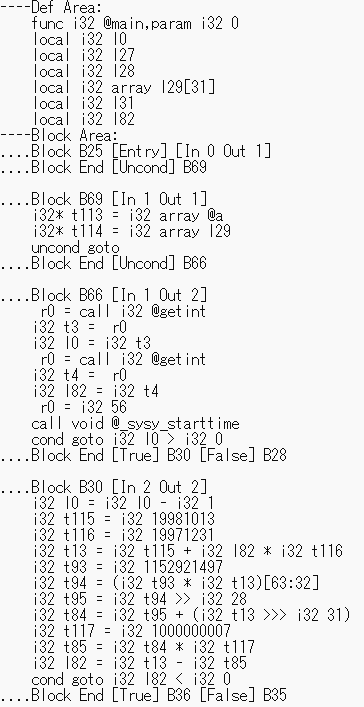 ----Def Area:
func i32 @main,param i32 0
local i32 l0
local i32 l27
local i32 l28
local i32 array l29[31]
local i32 l31
local i32 l82
----Block Area:
....Block B25 [Entry] [In 0 Out 1]
....Block End [Uncond] B69
....Block B69 [In 1 Out 1]
i32* t113 = i32 array @a
i32* t114 = i32 array l29
uncond goto
....Block End [Uncond] B66
....Block B66 [In 1 Out 2]
r0 = call i32 @getint
i32 t3 = r0
i32 l0 = i32 t3
r0 = call i32 @getint
i32 t4 = r0
i32 l82 = i32 t4
r0 = i32 56
call void @_sysy_starttime
cond goto i32 l0 > i32 0
....Block End [True] B30 [False] B28
....Block B30 [In 2 Out 2]
i32 l0 = i32 l0 - i32 1
i32 t115 = i32 19981013
i32 t116 = i32 19971231
i32 t13 = i32 t115 + i32 l82 * i32 t116
i32 t93 = i32 1152921497
i32 t94 = (i32 t93 * i32 t13)[63:32]
i32 t95 = i32 t94 >> i32 28
i32 t84 = i32 t95 + (i32 t13 >>> i32 31)
i32 t117 = i32 1000000007
i32 t85 = i32 t84 * i32 t117
i32 l82 = i32 t13 - i32 t85
cond goto i32 l82 < i32 0
....Block End [True] B36 [False] B35